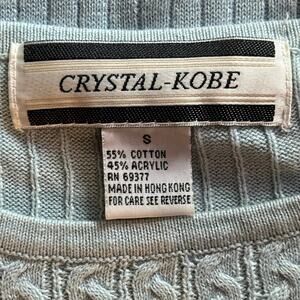 CRYSTAL-KOBE
S
55% COTTON
45% ACRYLIC
RN 69377
MADE IN HONG KONG
FOR CARE SEE REVERSE